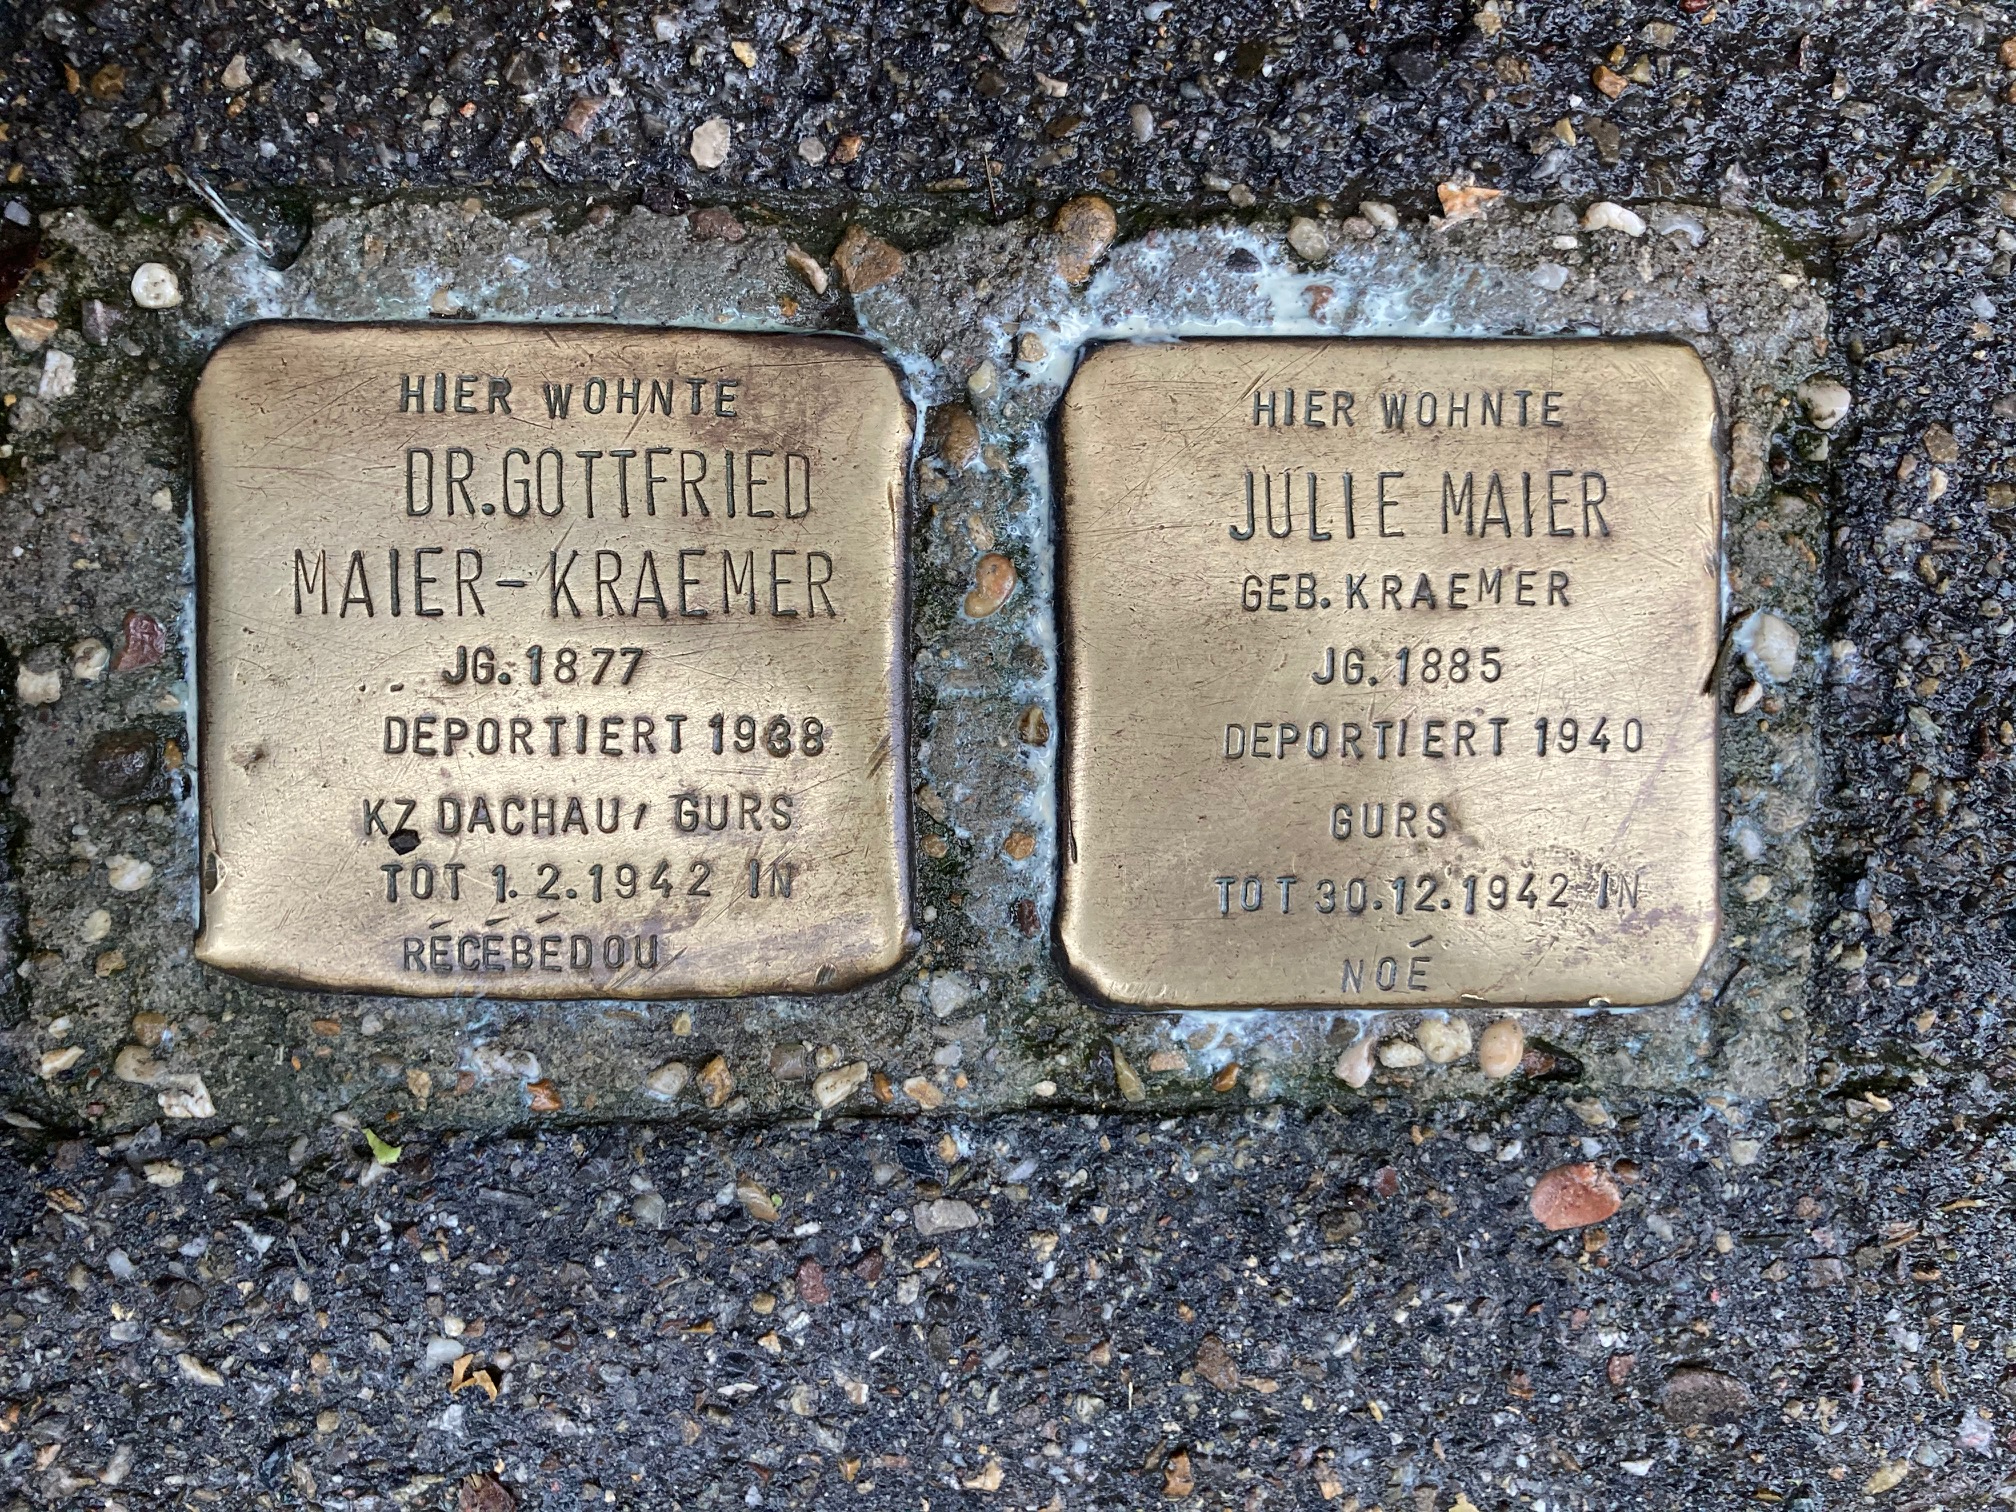 HIER WOHNTE
DR. GOTTFRIED
MAIER-KRAEMER
JG. 1877
DEPORTIERT 1938
KZ DACHAU, GURS
TOT 1.2.1942 IN
RÉCÉBÉDOU
HIER WOHNTE
JULIE MAIER
GEB. KRAEMER
JG. 1885
DEPORTIERT 1940
GURS
TOT 30.12.1942 IN
NOÉ